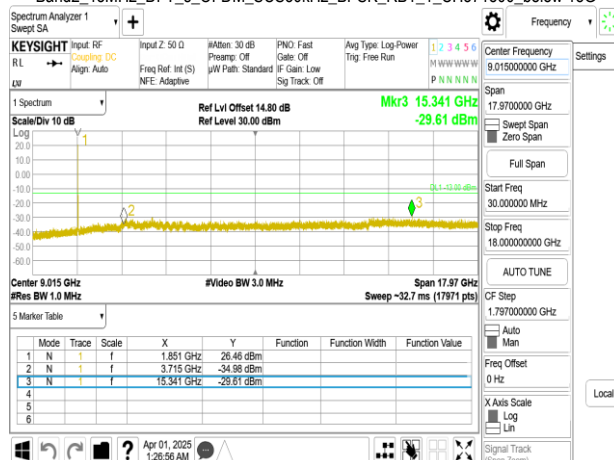 Spectrum Analyzer 1
Swept SA
Frequency
KEYSIGHT
Input: RF
Input Z: 50 Ω
#Atten: 30 dB
PNO: Fast
Avg Type: Log-Power
1 2 3 4 5 6
RL
Coupling: DC
Preamp: Off
Gate: Off
Trig: Free Run
M W W W W W
Align: Auto
Freq Ref: Int (S)
µW Path: Standard
IF Gain: Low
NFE: Adaptive
Sig Track: Off
P N N N N N
LXI
1 Spectrum
Ref Lvl Offset 14.80 dB
Mkr3 15.341 GHz
Scale/Div 10 dB
Ref Level 30.00 dBm
-29.61 dBm
Log
20.0
10.0
0.00
-10.0
-20.0
-30.0
-40.0
-50.0
-60.0
1
2
3
DL1 -13.00 dBm
Center 9.015 GHz
#Video BW 3.0 MHz
Span 17.97 GHz
#Res BW 1.0 MHz
Sweep ~32.7 ms (17971 pts)
5 Marker Table
Mode Trace Scale X Y Function Function Width Function Value
1 N 1 f 1.851 GHz 26.46 dBm
2 N 1 f 3.715 GHz -34.98 dBm
3 N 1 f 15.341 GHz -29.61 dBm
4
5
6
Apr 01, 2025
1:26:56 AM
Center Frequency
9.015000000 GHz
Settings
Span
17.9700000 GHz
Swept Span
Zero Span
Full Span
Start Freq
30.000000 MHz
Stop Freq
18.000000000 GHz
AUTO TUNE
CF Step
1.797000000 GHz
Auto
Man
Freq Offset
0 Hz
Local
X Axis Scale
Log
Lin
Signal Track